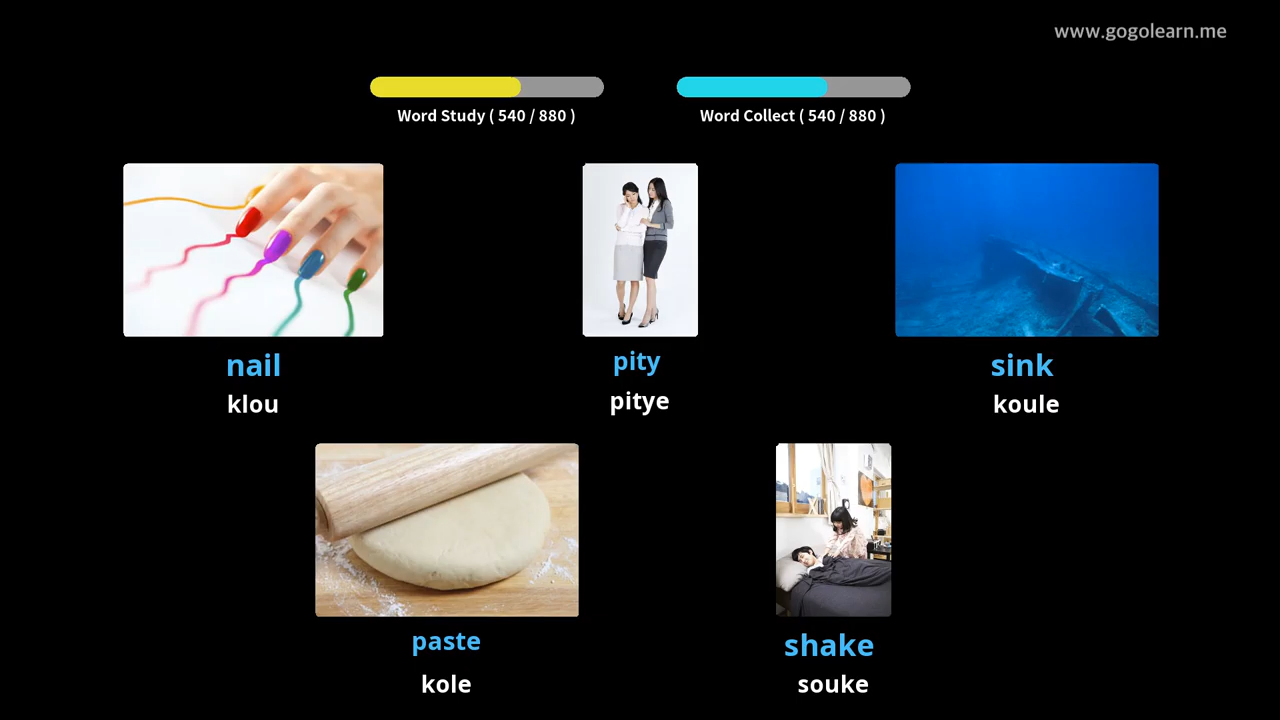 www.gogolearn.me
Word Study ( 540 / 880 )
Word Collect ( 540 / 880 )
nail
klou
pity
pitye
sink
koule
paste
kole
shake
souke